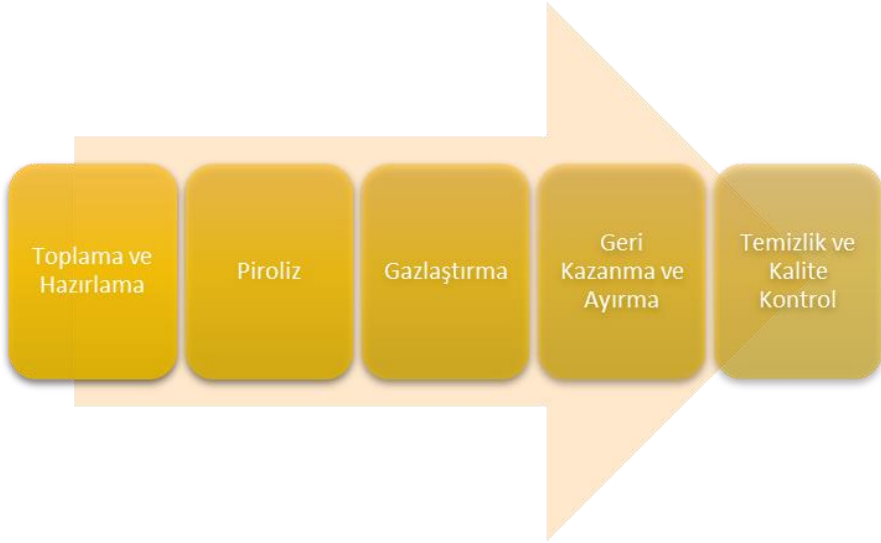 Toplama ve
Hazırlama
Piroliz
Gazlaştırma
Geri
Kazanma ve
Ayırma
Temizlik ve
Kalite
Kontrol